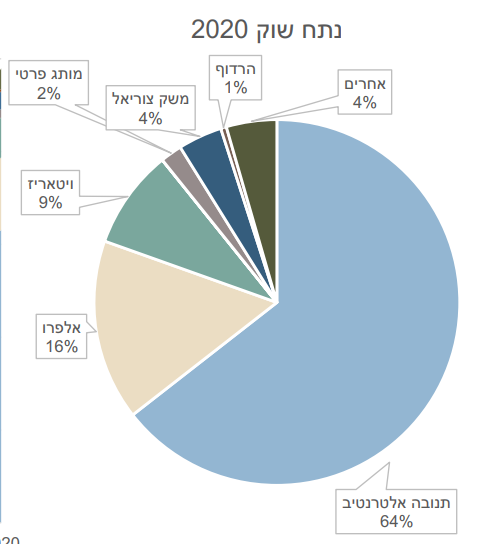 נתח שוק 2020
הרדוף
1%
אחרים
4%
מותג פרטי
2%
משק צוריאל
4%
ויטאריז
9%
אלפרו
16%
תנובה אלטרנטיב
64%